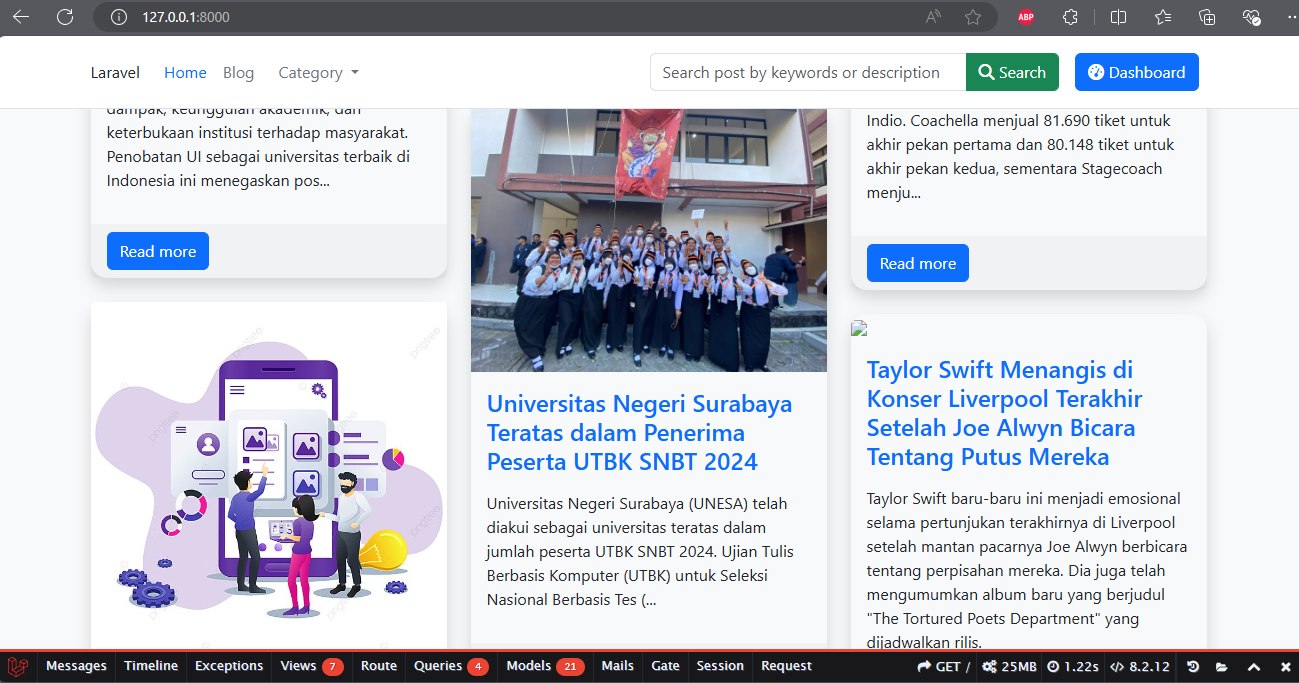 127.0.0.1:8000
ABP
Laravel
Home
Blog
Category
Search post by keywords or description
Search
Dashboard
dampak, keunggulan akademik, dan
keterbukaan institusi terhadap masyarakat.
Penobatan UI sebagai universitas terbaik di
Indonesia ini menegaskan pos...
Read more
pngtree
pngtree
pngtree
pngtree
Universitas Negeri Surabaya
Teratas dalam Penerima
Peserta UTBK SNBT 2024
Universitas Negeri Surabaya (UNESA) telah
diakui sebagai universitas teratas dalam
jumlah peserta UTBK SNBT 2024. Ujian Tulis
Berbasis Komputer (UTBK) untuk Seleksi
Nasional Berbasis Tes (...
Indio. Coachella menjual 81.690 tiket untuk
akhir pekan pertama dan 80.148 tiket untuk
akhir pekan kedua, sementara Stagecoach
menju...
Read more
Taylor Swift Menangis di
Konser Liverpool Terakhir
Setelah Joe Alwyn Bicara
Tentang Putus Mereka
Taylor Swift baru-baru ini menjadi emosional
selama pertunjukan terakhirnya di Liverpool
setelah mantan pacarnya Joe Alwyn berbicara
tentang perpisahan mereka. Dia juga telah
mengumumkan album baru yang berjudul
"The Tortured Poets Department" yang
dijadwalkan rilis.
Messages
Timeline
Exceptions
Views 7
Route
Queries 4
Models 21
Mails
Gate
Session
Request
GET /
25MB
1.22s
8.2.12